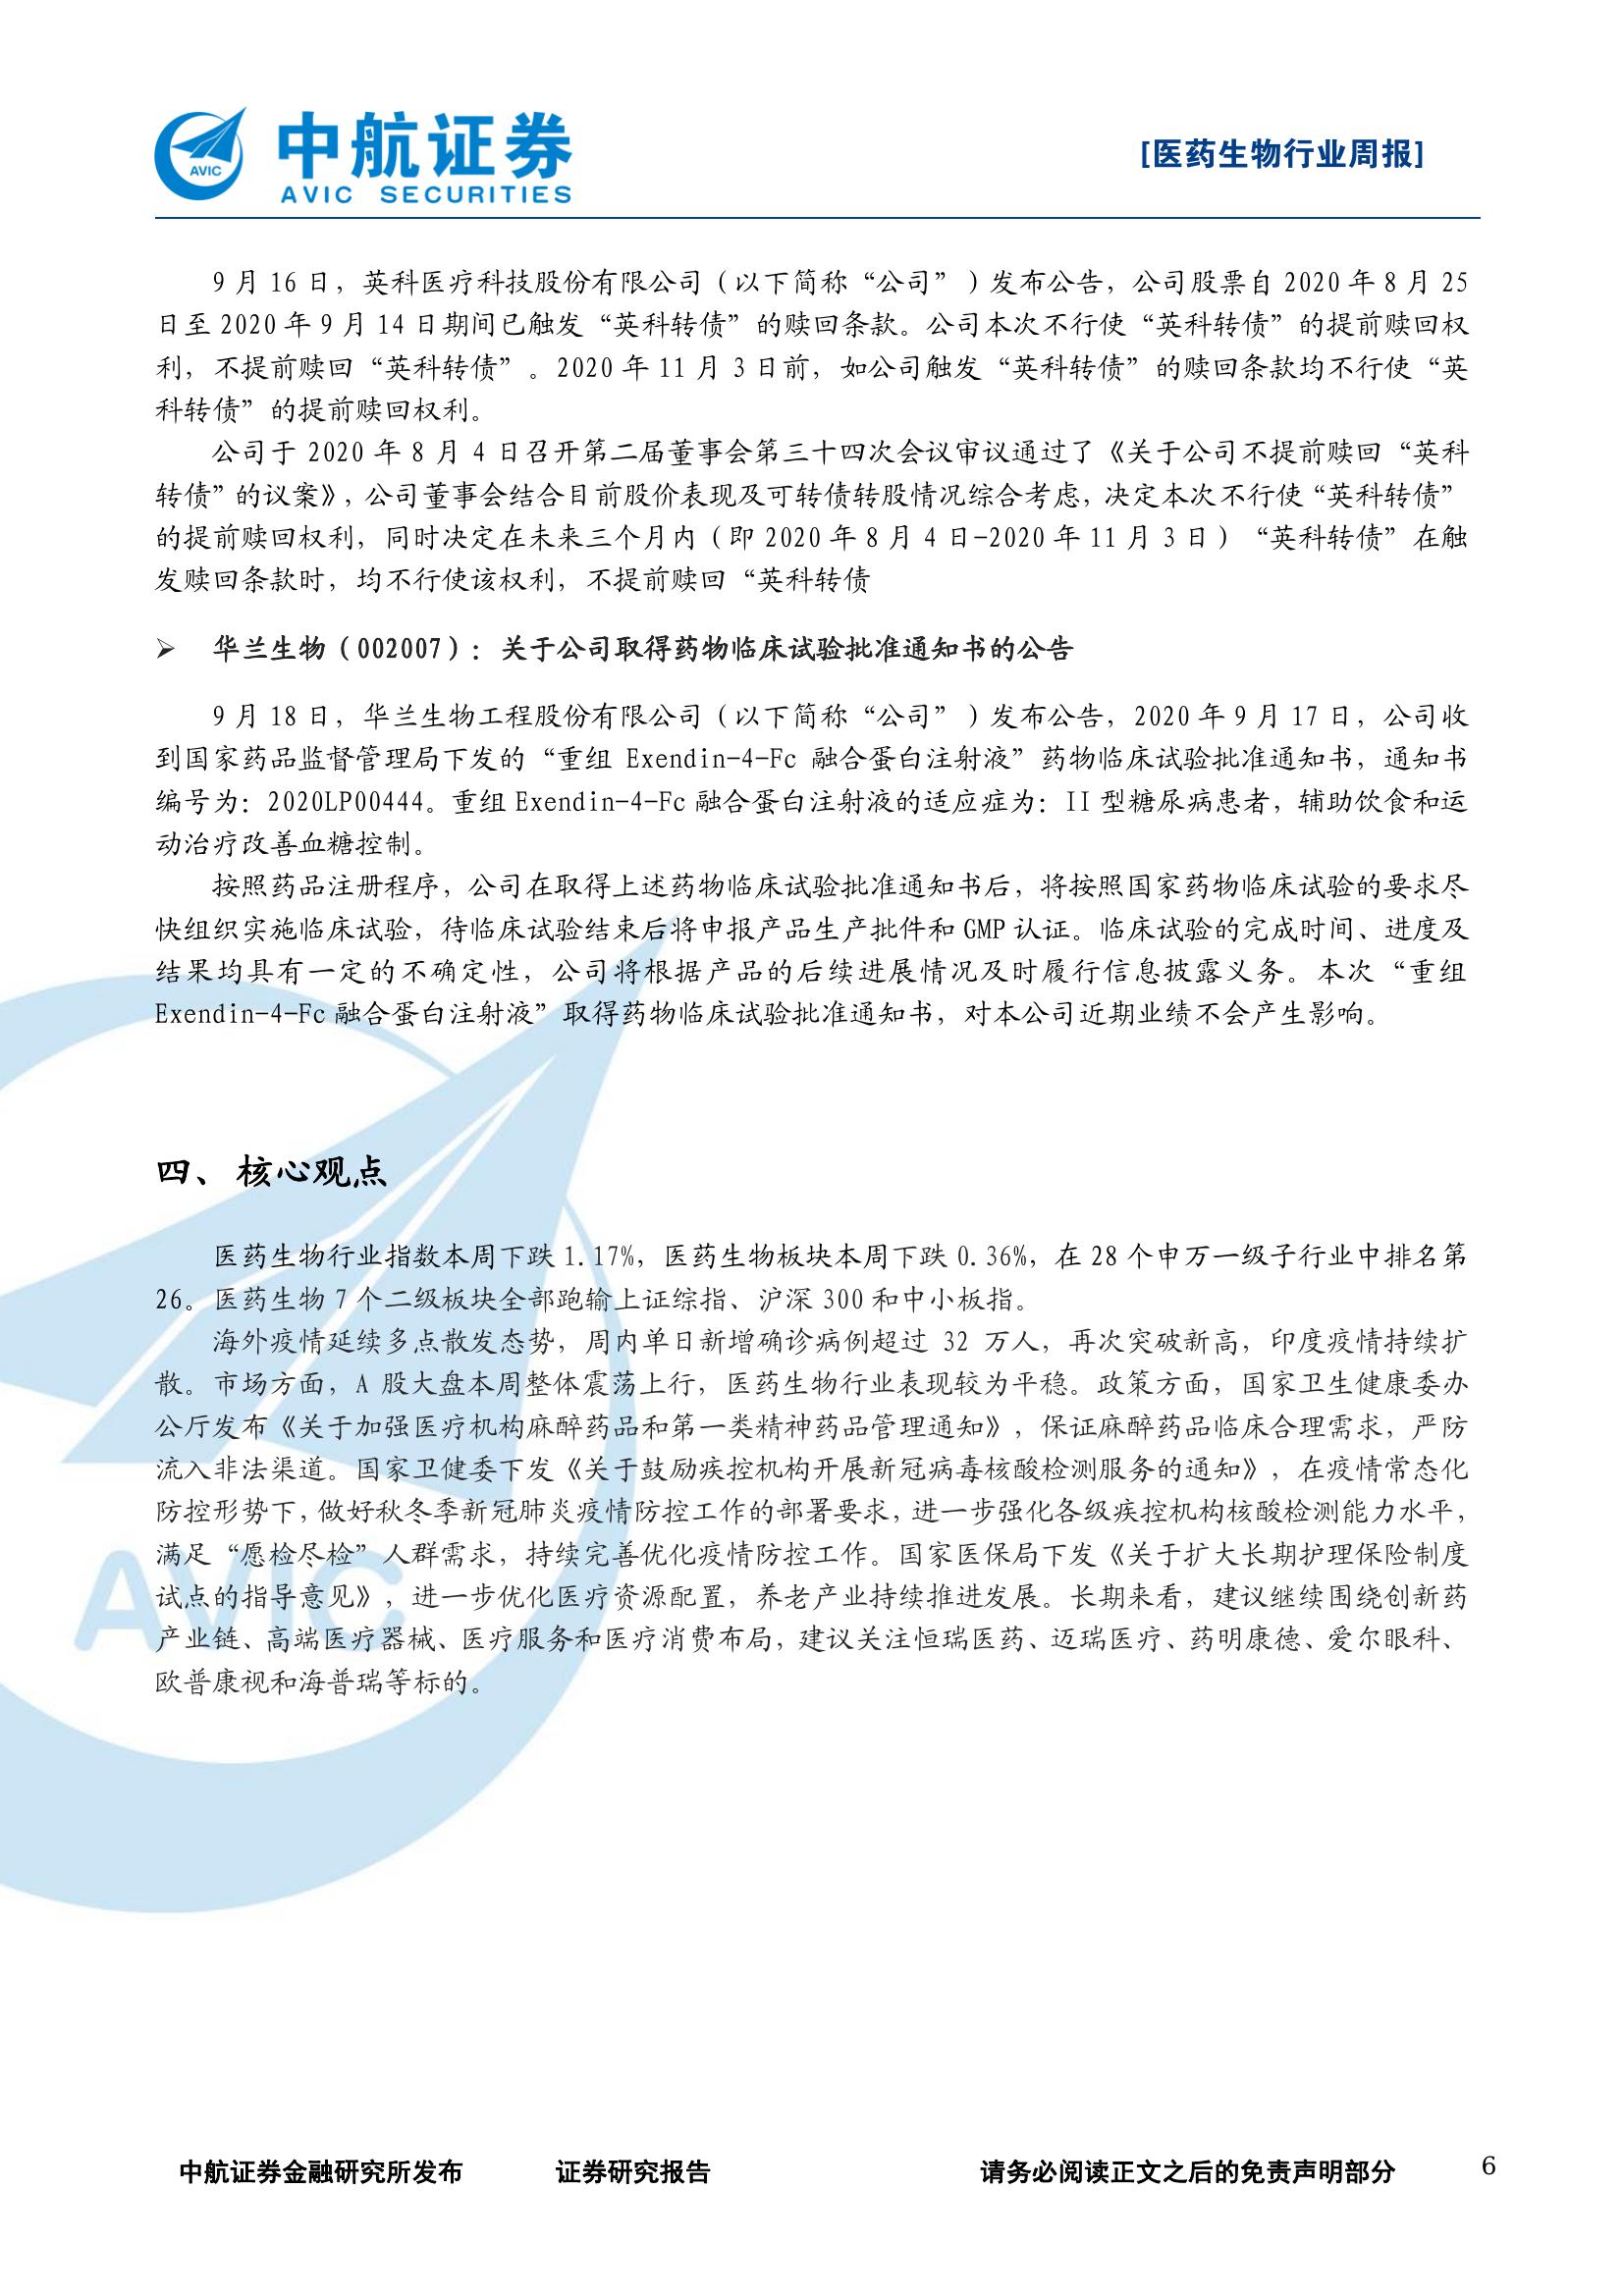 中航证券
AVIC
AVIC SECURITIES
[医药生物行业周报]
9 月 16 日，英科医疗科技股份有限公司（以下简称“公司”）发布公告，公司股票自 2020 年 8 月 25
日至 2020 年 9 月 14 日期间已触发“英科转债”的赎回条款。公司本次不行使“英科转债”的提前赎回权
利，不提前赎回“英科转债”。2020 年 11 月 3 日前，如公司触发“英科转债”的赎回条款均不行使“英
科转债”的提前赎回权利。
公司于 2020 年 8 月 4 日召开第二届董事会第三十四次会议审议通过了《关于公司不提前赎回“英科
转债”的议案》，公司董事会结合目前股价表现及可转债转股情况综合考虑，决定本次不行使“英科转债”
的提前赎回权利，同时决定在未来三个月内（即 2020 年 8 月 4 日-2020 年 11 月 3 日）“英科转债”在触
发赎回条款时，均不行使该权利，不提前赎回“英科转债
➢ 华兰生物（002007）：关于公司取得药物临床试验批准通知书的公告
9 月 18 日，华兰生物工程股份有限公司（以下简称“公司”）发布公告，2020 年 9 月 17 日，公司收
到国家药品监督管理局下发的“重组 Exendin-4-Fc 融合蛋白注射液”药物临床试验批准通知书，通知书
编号为：2020LP00444。重组 Exendin-4-Fc 融合蛋白注射液的适应症为：II 型糖尿病患者，辅助饮食和运
动治疗改善血糖控制。
按照药品注册程序，公司在取得上述药物临床试验批准通知书后，将按照国家药物临床试验的要求尽
快组织实施临床试验，待临床试验结束后将申报产品生产批件和 GMP 认证。临床试验的完成时间、进度及
结果均具有一定的不确定性，公司将根据产品的后续进展情况及时履行信息披露义务。本次“重组
Exendin-4-Fc 融合蛋白注射液”取得药物临床试验批准通知书，对本公司近期业绩不会产生影响。
四、 核心观点
医药生物行业指数本周下跌 1.17%，医药生物板块本周下跌 0.36%，在 28 个申万一级子行业中排名第
26。医药生物 7 个二级板块全部跑输上证综指、沪深 300 和中小板指。
海外疫情延续多点散发态势，周内单日新增确诊病例超过 32 万人，再次突破新高，印度疫情持续扩
散。市场方面，A 股大盘本周整体震荡上行，医药生物行业表现较为平稳。政策方面，国家卫生健康委办
公厅发布《关于加强医疗机构麻醉药品和第一类精神药品管理通知》，保证麻醉药品临床合理需求，严防
流入非法渠道。国家卫健委下发《关于鼓励疾控机构开展新冠病毒核酸检测服务的通知》，在疫情常态化
防控形势下，做好秋冬季新冠肺炎疫情防控工作的部署要求，进一步强化各级疾控机构核酸检测能力水平，
满足“愿检尽检”人群需求，持续完善优化疫情防控工作。国家医保局下发《关于扩大长期护理保险制度
试点的指导意见》，进一步优化医疗资源配置，养老产业持续推进发展。长期来看，建议继续围绕创新药
产业链、高端医疗器械、医疗服务和医疗消费布局，建议关注恒瑞医药、迈瑞医疗、药明康德、爱尔眼科、
欧普康视和海普瑞等标的。
AVIC
中航证券金融研究所发布 证券研究报告 请务必阅读正文之后的免责声明部分 6